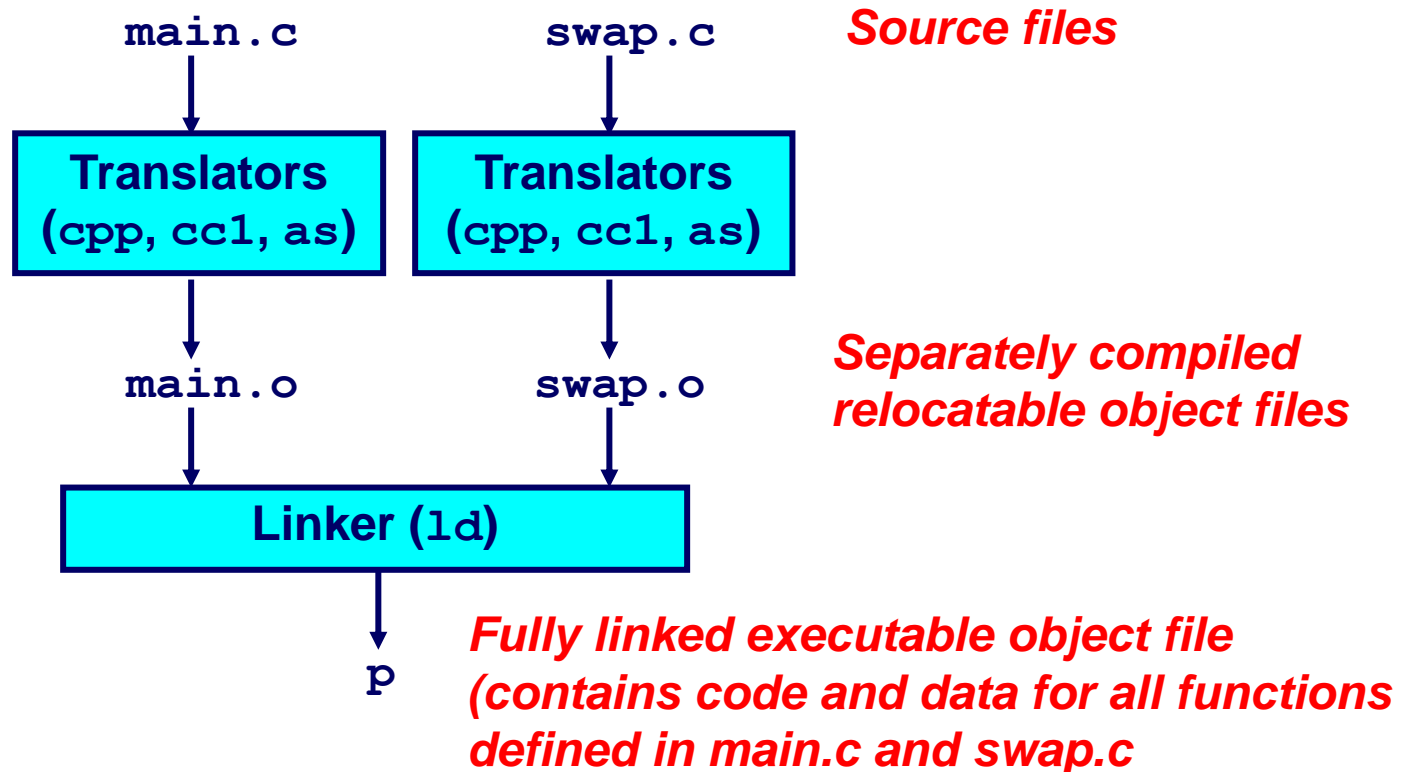 main.c swap.c Source files
Translators Translators
(cpp, cc1, as) (cpp, cc1, as)
Separately compiled
main.o swap.o
relocatable object files
Linker (ld)
Fully linked executable object file
p
(contains code and data for all functions
defined in main.c and swap.c